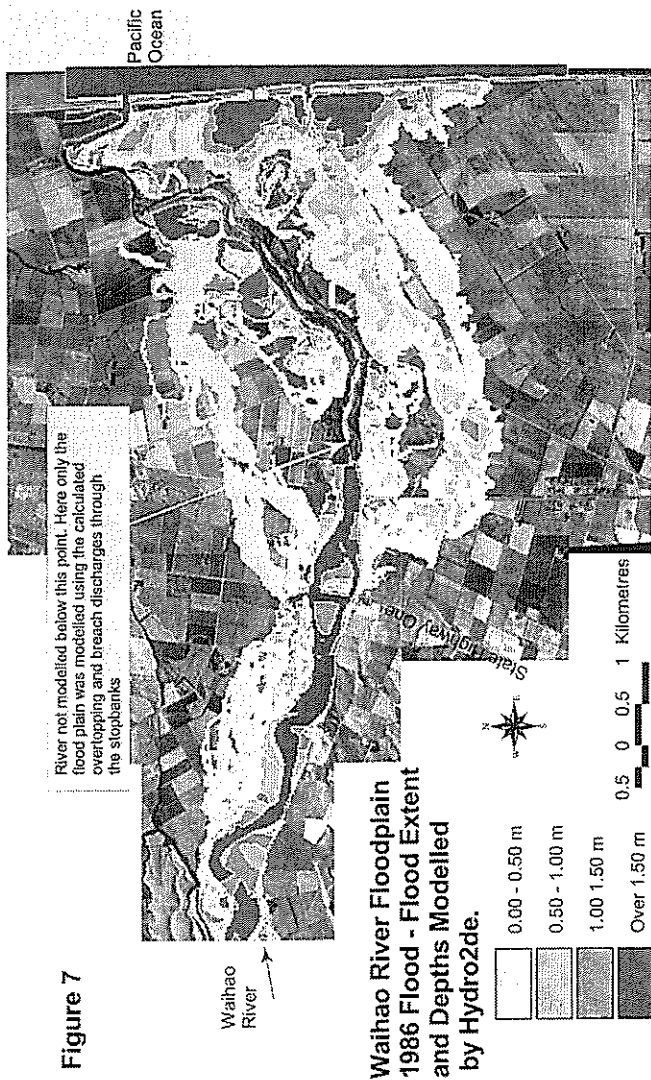 Figure 7
River not modelled below this point. Here only the
flood plain was modelled using the calculated
overtopping and breach discharges through
the stopbanks
Pacific
Ocean
Waihao
River
State Highway One
Waihao River Floodplain
1986 Flood - Flood Extent
and Depths Modelled
by Hydro2de.
N
W
E
S
0.00 - 0.50 m
0.50 - 1.00 m
1.00 1.50 m
Over 1.50 m
0.5 0 0.5 1 Kilometres